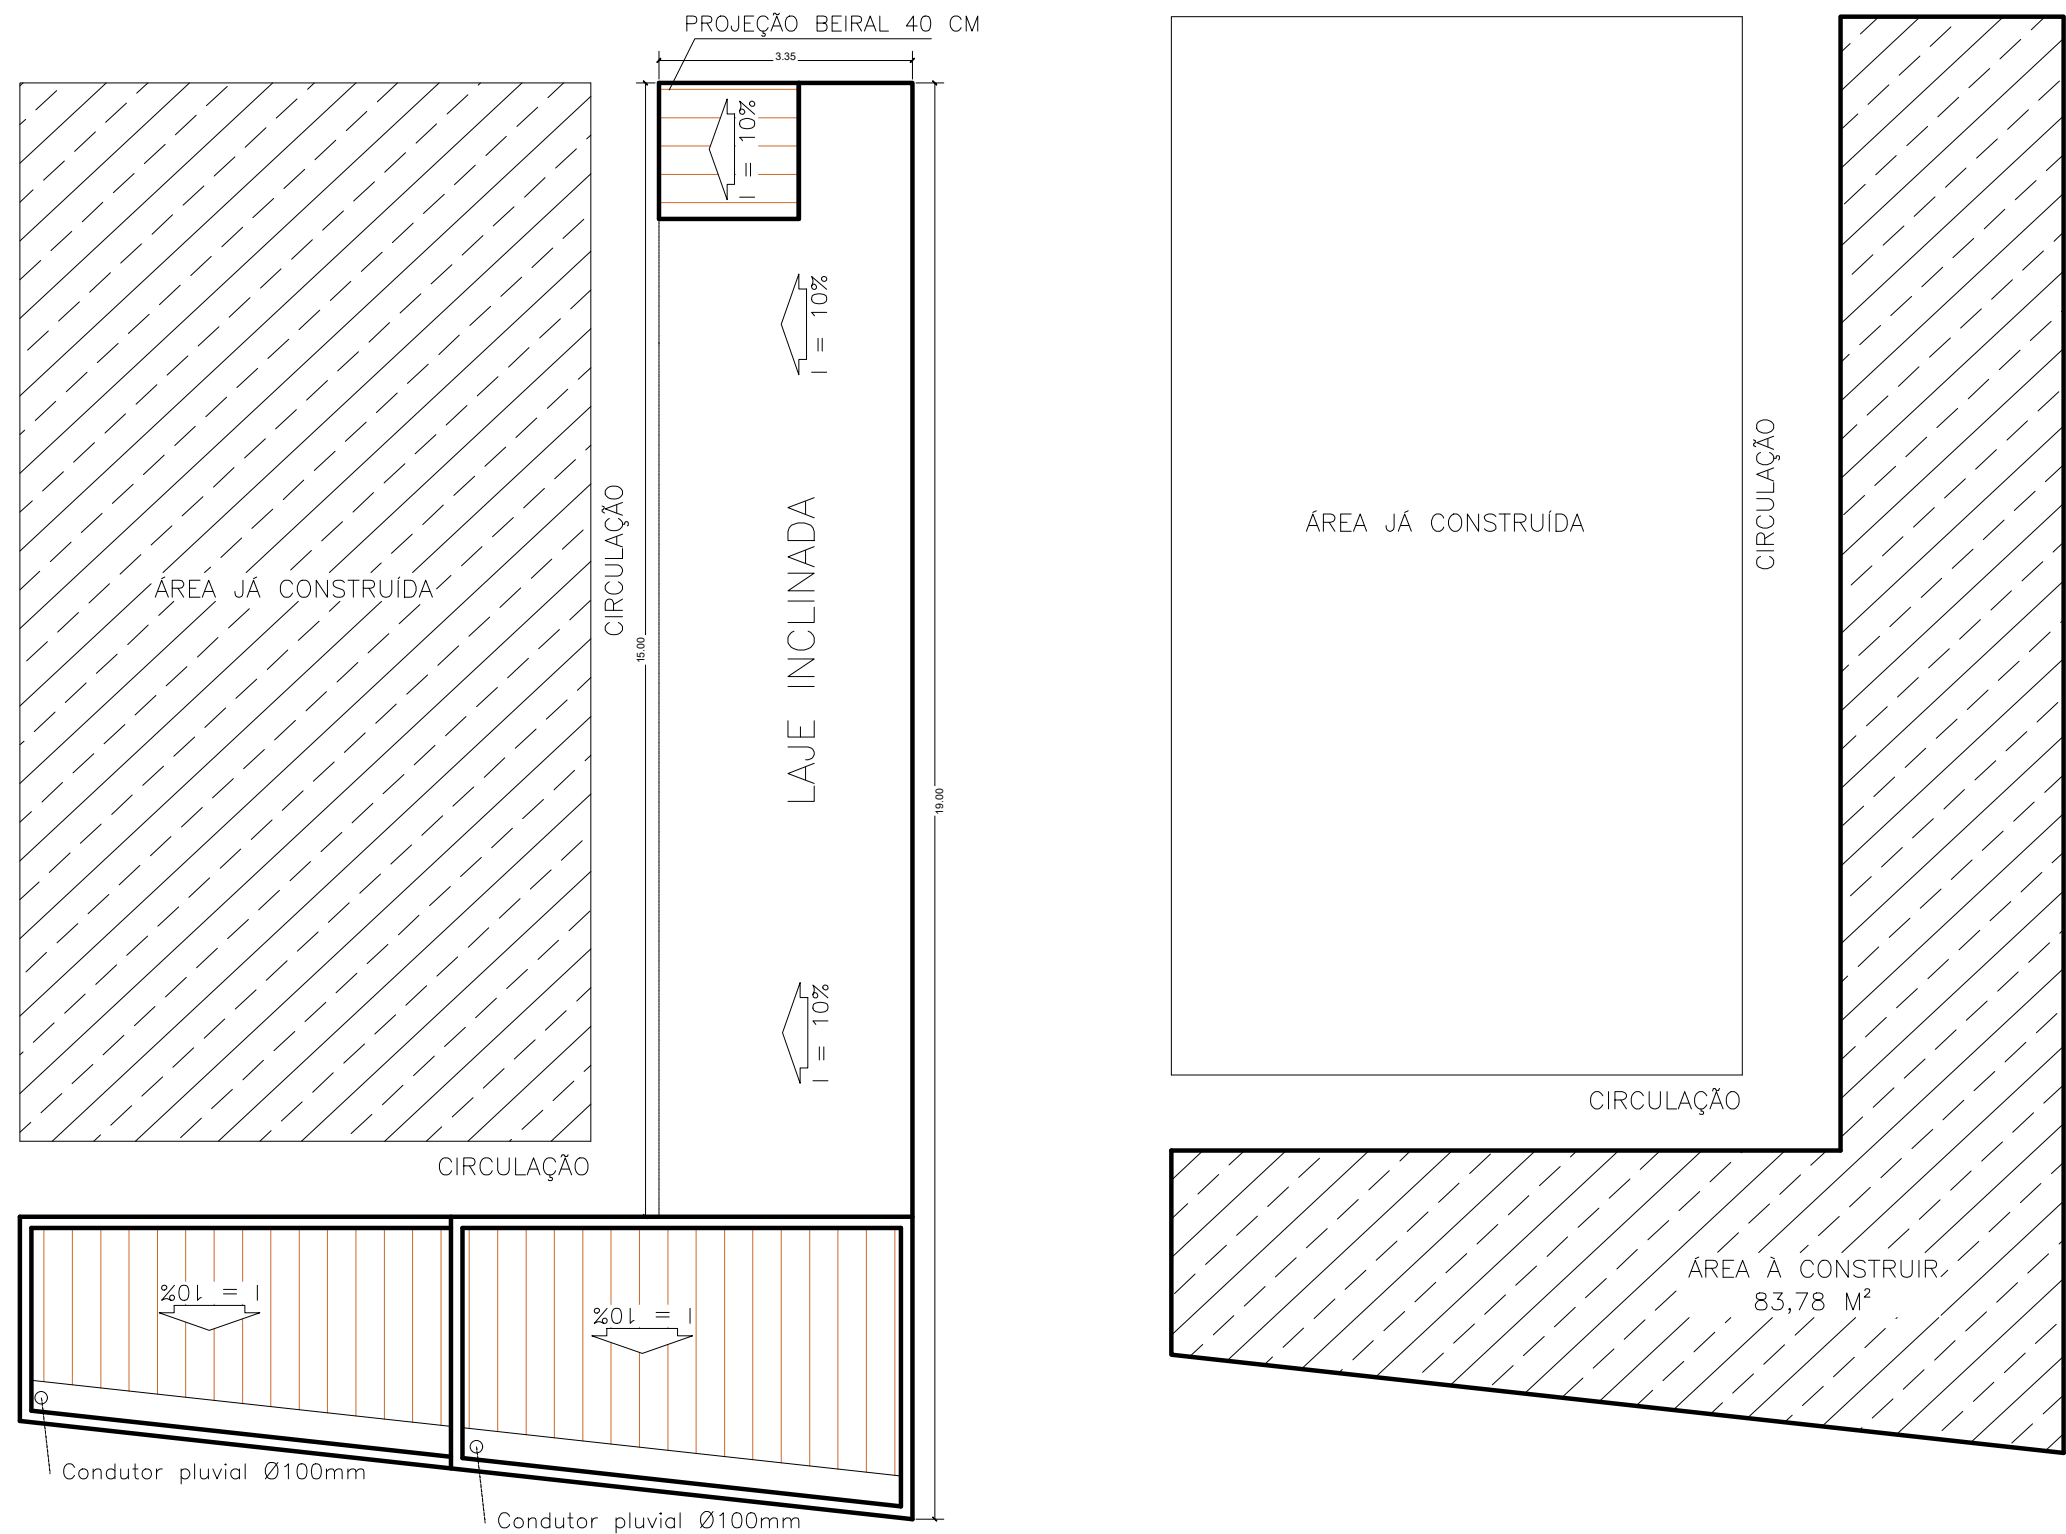 PROJEÇÃO BEIRAL 40 CM
3.35
I = 10%
I = 10%
CIRCULAÇÃO
ÁREA JÁ CONSTRUÍDA
15.00
LAJE INCLINADA
19.00
I = 10%
CIRCULAÇÃO
I = 10%
I = 10%
Condutor pluvial Ø100mm
Condutor pluvial Ø100mm
ÁREA JÁ CONSTRUÍDA
CIRCULAÇÃO
CIRCULAÇÃO
ÁREA À CONSTRUIR
83,78 M²